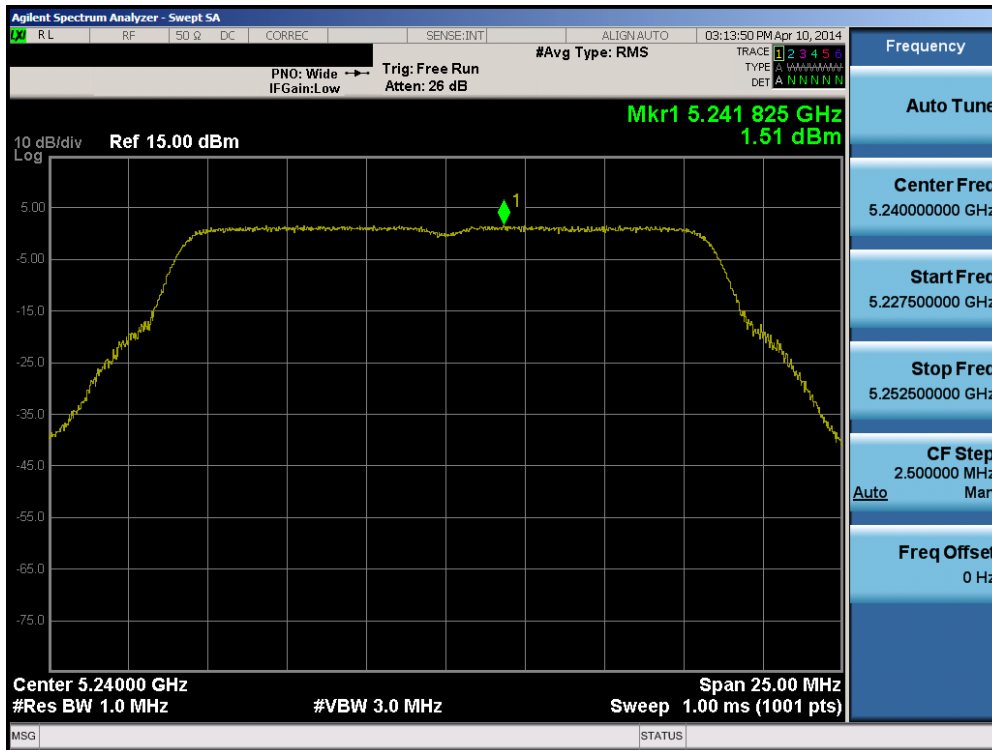 Agilent Spectrum Analyzer - Swept SA
LXI RL RF 50 Ω DC CORREC SENSE:INT ALIGN AUTO 03:13:50 PM Apr 10, 2014
#Avg Type: RMS TRACE 1 2 3 4 5 6
PNO: Wide Trig: Free Run TYPE A WWWWW
IFGain:Low Atten: 26 dB DET A N N N N N
Mkr1 5.241 825 GHz
1.51 dBm
10 dB/div Ref 15.00 dBm
Log
1
5.00
-5.00
-15.0
-25.0
-35.0
-45.0
-55.0
-65.0
-75.0
Center 5.24000 GHz Span 25.00 MHz
#Res BW 1.0 MHz #VBW 3.0 MHz Sweep 1.00 ms (1001 pts)
MSG STATUS
Frequency
Auto Tune
Center Freq
5.240000000 GHz
Start Freq
5.227500000 GHz
Stop Freq
5.252500000 GHz
CF Step
2.500000 MHz
Auto Man
Freq Offset
0 Hz